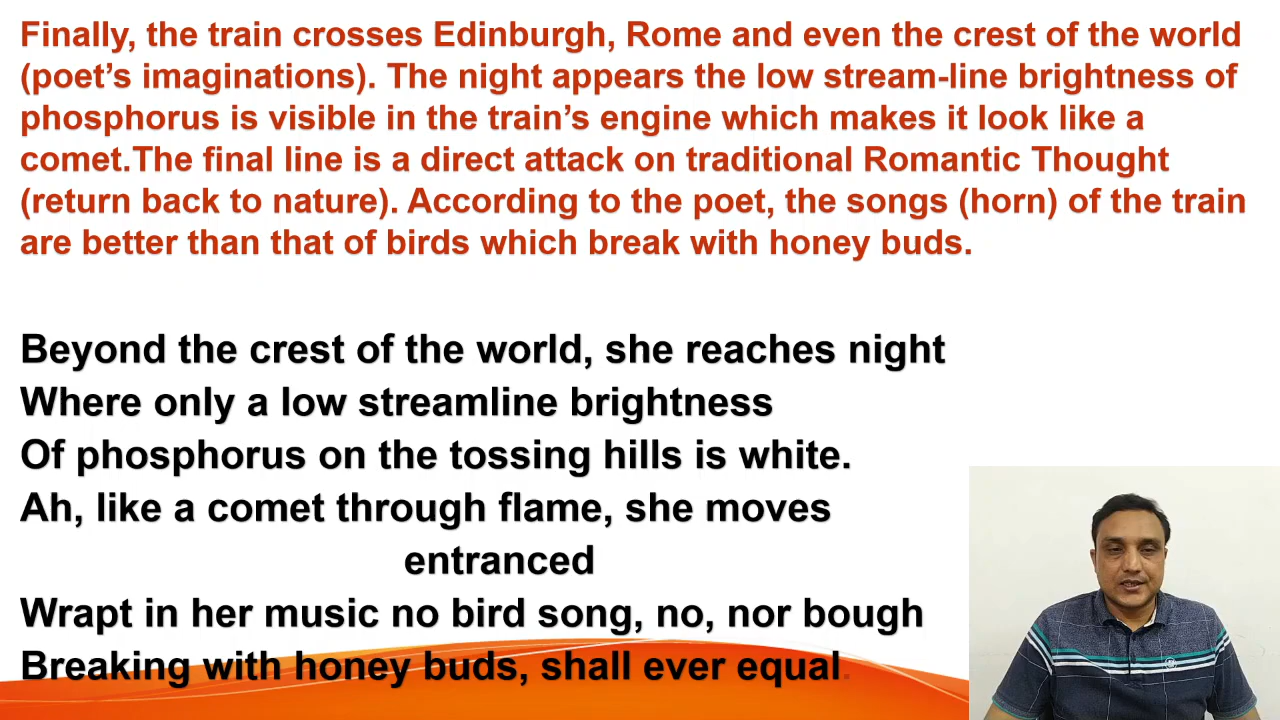 Finally, the train crosses Edinburgh, Rome and even the crest of the world
(poet’s imaginations). The night appears the low stream-line brightness of
phosphorus is visible in the train’s engine which makes it look like a
comet.The final line is a direct attack on traditional Romantic Thought
(return back to nature). According to the poet, the songs (horn) of the train
are better than that of birds which break with honey buds.
Beyond the crest of the world, she reaches night
Where only a low streamline brightness
Of phosphorus on the tossing hills is white.
Ah, like a comet through flame, she moves
entranced
Wrapt in her music no bird song, no, nor bough
Breaking with honey buds, shall ever equal.